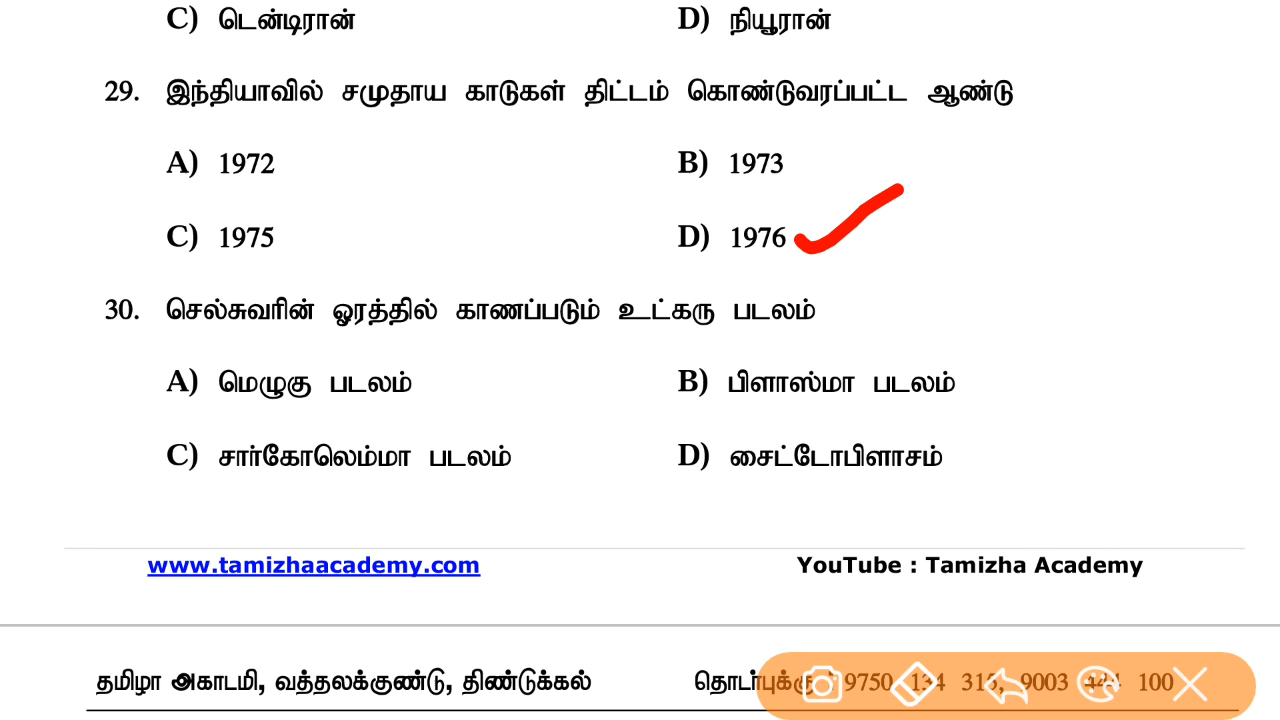 C) டென்டிரான் D) நியூரான்
29. இந்தியாவில் சமுதாய காடுகள் திட்டம் கொண்டுவரப்பட்ட ஆண்டு
A) 1972 B) 1973
C) 1975 D) 1976
30. செல்சுவரின் ஓரத்தில் காணப்படும் உட்கரு படலம்
A) மெழுகு படலம் B) பிளாஸ்மா படலம்
C) சார்கோலெம்மா படலம் D) சைட்டோபிளாசம்
www.tamizhaacademy.com YouTube : Tamizha Academy
தமிழா அகாடமி, வத்தலக்குண்டு, திண்டுக்கல் தொடர்புக்கு 9750 9003 100